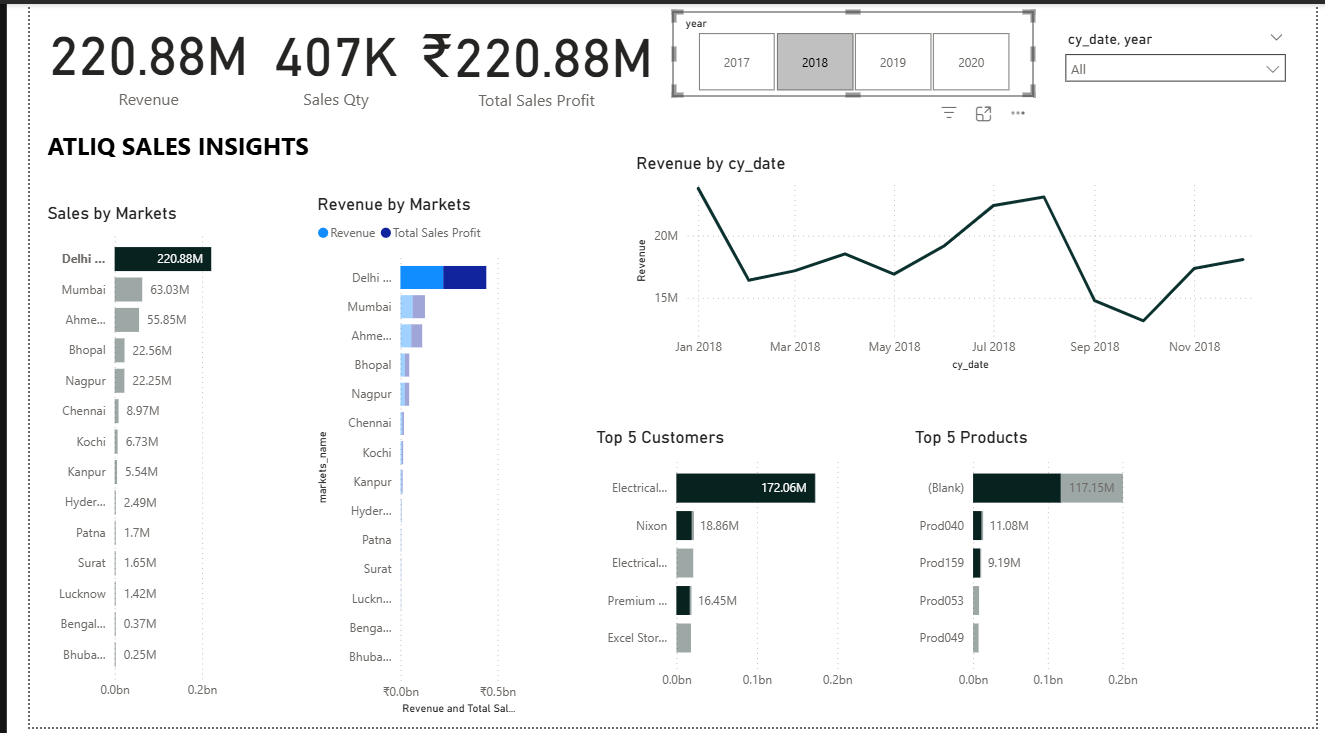 220.88M
Revenue
407K
Sales Qty
₹220.88M
Total Sales Profit
year
2017
2018
2019
2020
cy_date, year
All
ATLIQ SALES INSIGHTS
Sales by Markets
Delhi ...
220.88M
Mumbai
63.03M
Ahme...
55.85M
Bhopal
22.56M
Nagpur
22.25M
Chennai
8.97M
Kochi
6.73M
Kanpur
5.54M
Hyder...
2.49M
Patna
1.7M
Surat
1.65M
Lucknow
1.42M
Bengal...
0.37M
Bhuba...
0.25M
0.0bn
0.2bn
Revenue by Markets
Revenue
Total Sales Profit
markets_name
Delhi ...
Mumbai
Ahme...
Bhopal
Nagpur
Chennai
Kochi
Kanpur
Hyder...
Patna
Surat
Luckn...
Benga...
Bhuba...
₹0.0bn
₹0.5bn
Revenue and Total Sal...
Revenue by cy_date
Revenue
20M
15M
Jan 2018
Mar 2018
May 2018
Jul 2018
Sep 2018
Nov 2018
cy_date
Top 5 Customers
Electrical...
172.06M
Nixon
18.86M
Electrical...
Premium ...
16.45M
Excel Stor...
0.0bn
0.1bn
0.2bn
Top 5 Products
(Blank)
117.15M
Prod040
11.08M
Prod159
9.19M
Prod053
Prod049
0.0bn
0.1bn
0.2bn